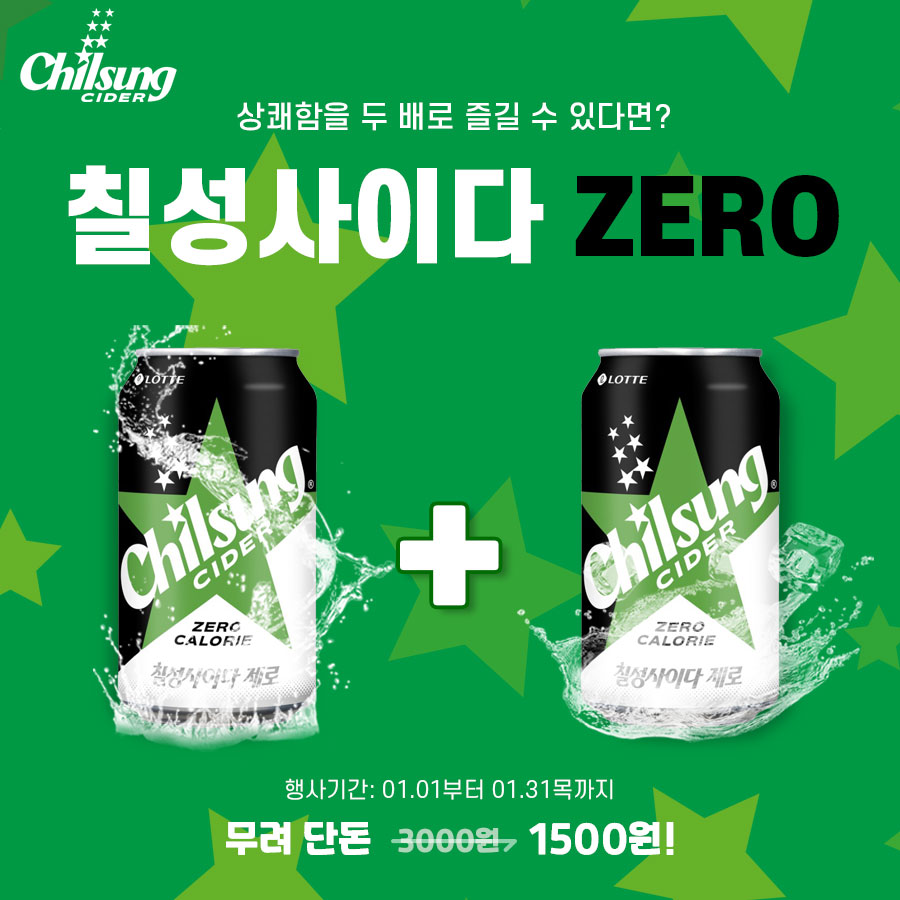 Chilsung
CIDER
상쾌함을 두 배로 즐길 수 있다면?
칠성사이다 ZERO
LOTTE
Chilsung®
CIDER
ZERO
CALORIE
칠성사이다 제로
+
LOTTE
Chilsung®
CIDER
ZERO
CALORIE
칠성사이다 제로
행사기간: 01.01부터 01.31목까지
무려 단돈 3000원 1500원!